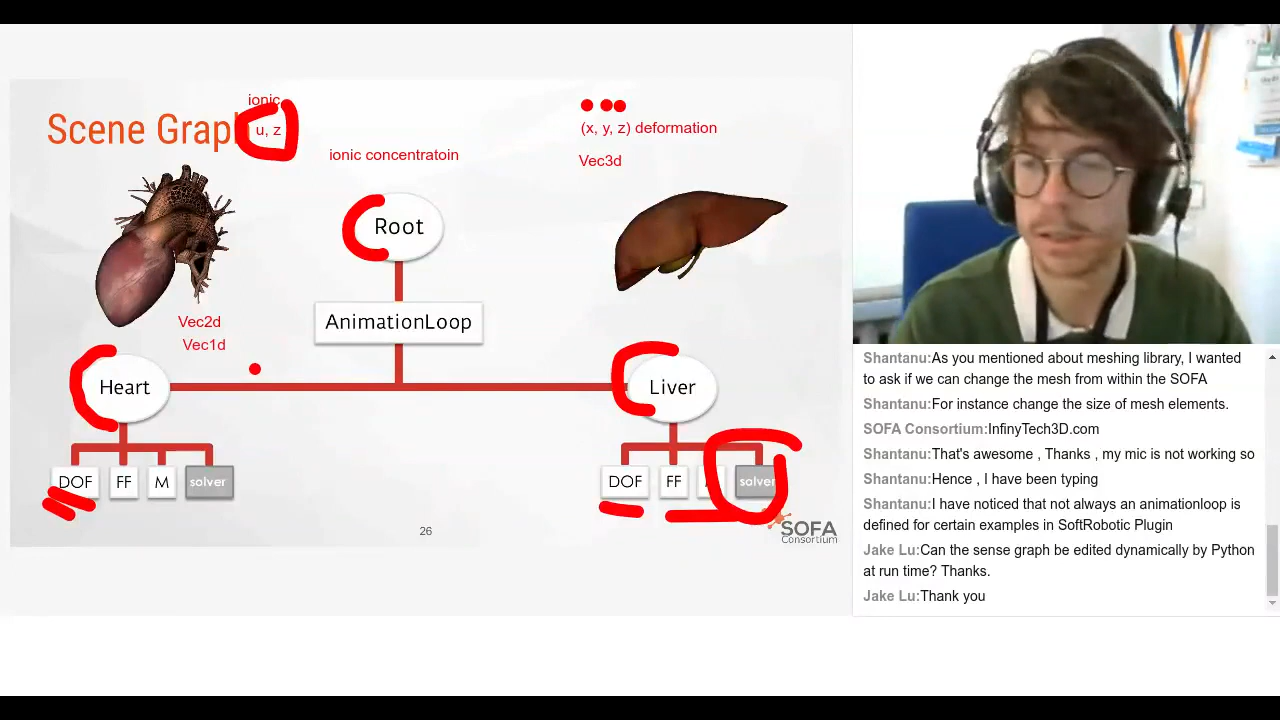 ionic
Scene Graph
u, z
(x, y, z) deformation
ionic concentratoin
Vec3d
Root
Vec2d
AnimationLoop
Vec1d
Heart
Liver
DOF FF M solver
DOF FF solver
26
SOFA
Consortium
Shantanu:As you mentioned about meshing library, I wanted
to ask if we can change the mesh from within the SOFA
Shantanu:For instance change the size of mesh elements.
SOFA Consortium:InfinyTech3D.com
Shantanu:That's awesome , Thanks , my mic is not working so
Shantanu:Hence , I have been typing
Shantanu:I have noticed that not always an animationloop is
defined for certain examples in SoftRobotic Plugin
Jake Lu:Can the sense graph be edited dynamically by Python
at run time? Thanks.
Jake Lu:Thank you